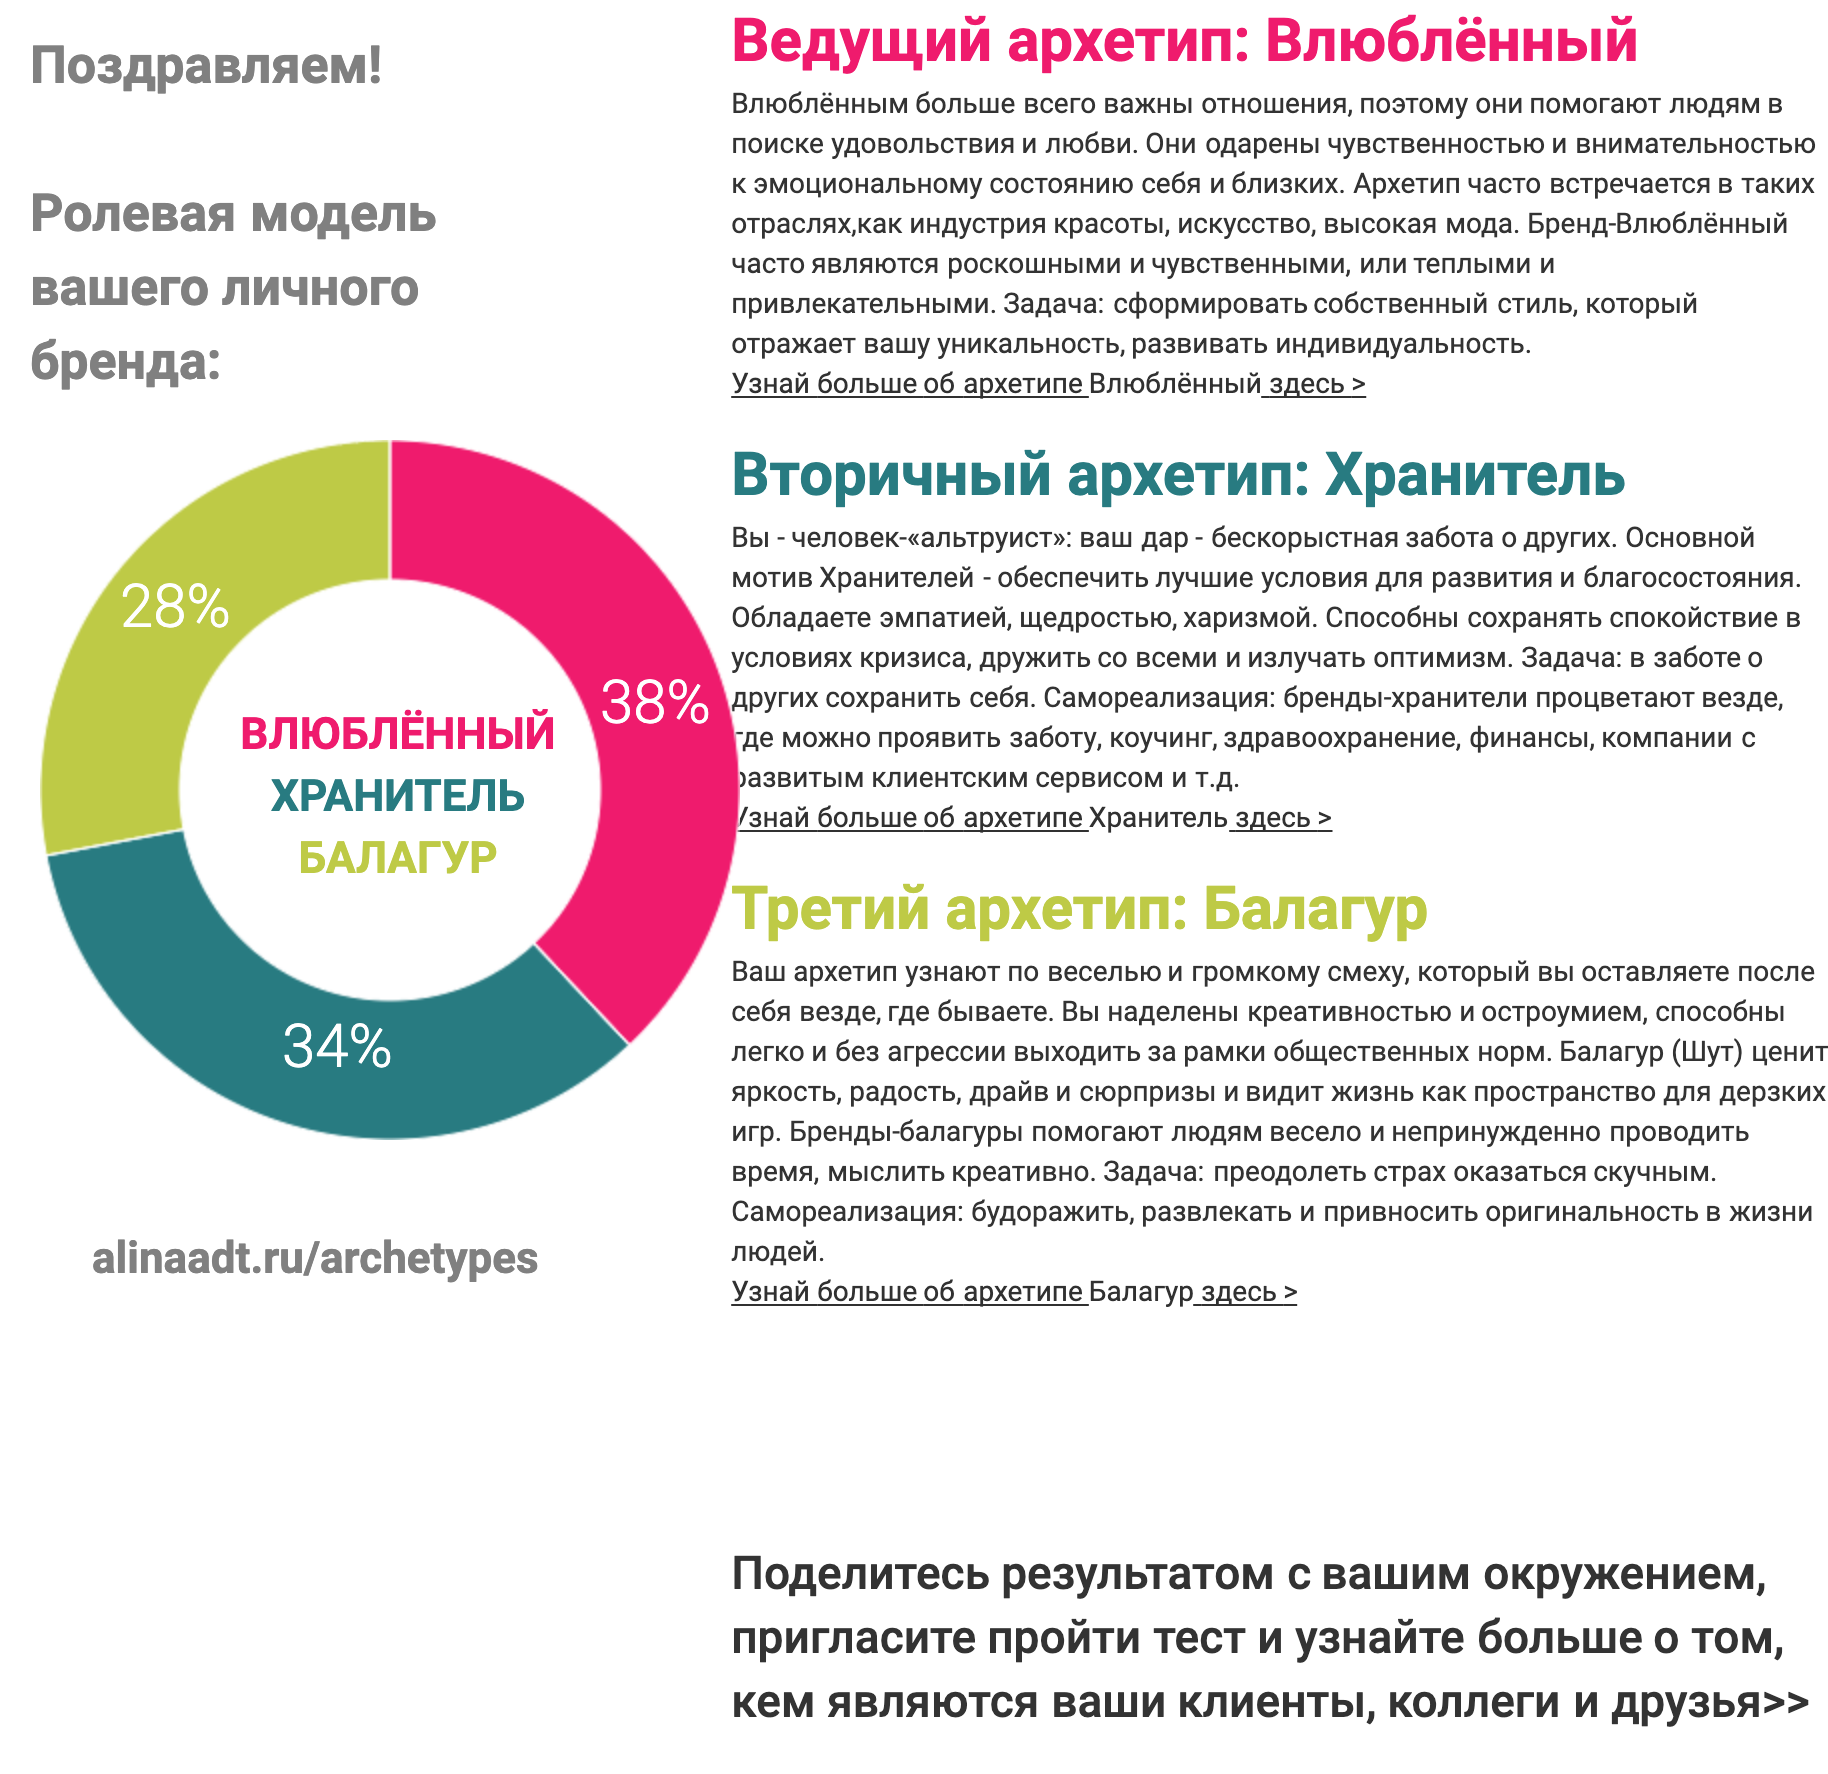 Поздравляем!
Ролевая модель
вашего личного
бренда:
28%
38%
34%
ВЛЮБЛЁННЫЙ
ХРАНИТЕЛЬ
БАЛАГУР
alinaadt.ru/archetypes
Ведущий архетип: Влюблённый
Влюблённым больше всего важны отношения, поэтому они помогают людям в
поиске удовольствия и любви. Они одарены чувственностью и внимательностью
к эмоциональному состоянию себя и близких. Архетип часто встречается в таких
отраслях,как индустрия красоты, искусство, высокая мода. Бренд-Влюблённый
часто являются роскошными и чувственными, или теплыми и
привлекательными. Задача: сформировать собственный стиль, который
отражает вашу уникальность, развивать индивидуальность.
Узнай больше об архетипе Влюблённый здесь >
Вторичный архетип: Хранитель
Вы - человек-«альтруист»: ваш дар - бескорыстная забота о других. Основной
мотив Хранителей - обеспечить лучшие условия для развития и благосостояния.
Обладаете эмпатией, щедростью, харизмой. Способны сохранять спокойствие в
условиях кризиса, дружить со всеми и излучать оптимизм. Задача: в заботе о
других сохранить себя. Самореализация: бренды-хранители процветают везде,
где можно проявить заботу, коучинг, здравоохранение, финансы, компании с
развитым клиентским сервисом и т.д.
Узнай больше об архетипе Хранитель здесь >
Третий архетип: Балагур
Ваш архетип узнают по веселью и громкому смеху, который вы оставляете после
себя везде, где бываете. Вы наделены креативностью и остроумием, способны
легко и без агрессии выходить за рамки общественных норм. Балагур (Шут) ценит
яркость, радость, драйв и сюрпризы и видит жизнь как пространство для дерзких
игр. Бренды-балагуры помогают людям весело и непринужденно проводить
время, мыслить креативно. Задача: преодолеть страх оказаться скучным.
Самореализация: будоражить, развлекать и привносить оригинальность в жизни
людей.
Узнай больше об архетипе Балагур здесь >
Поделитесь результатом с вашим окружением,
пригласите пройти тест и узнайте больше о том,
кем являются ваши клиенты, коллеги и друзья>>